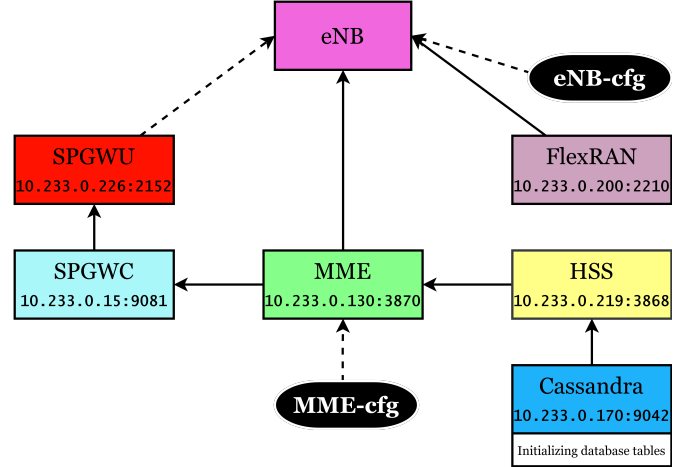 eNB
eNB-cfg
SPGWU
10.233.0.226:2152
FlexRAN
10.233.0.200:2210
SPGWC
10.233.0.15:9081
MME
10.233.0.130:3870
HSS
10.233.0.219:3868
MME-cfg
Cassandra
10.233.0.170:9042
Initializing database tables